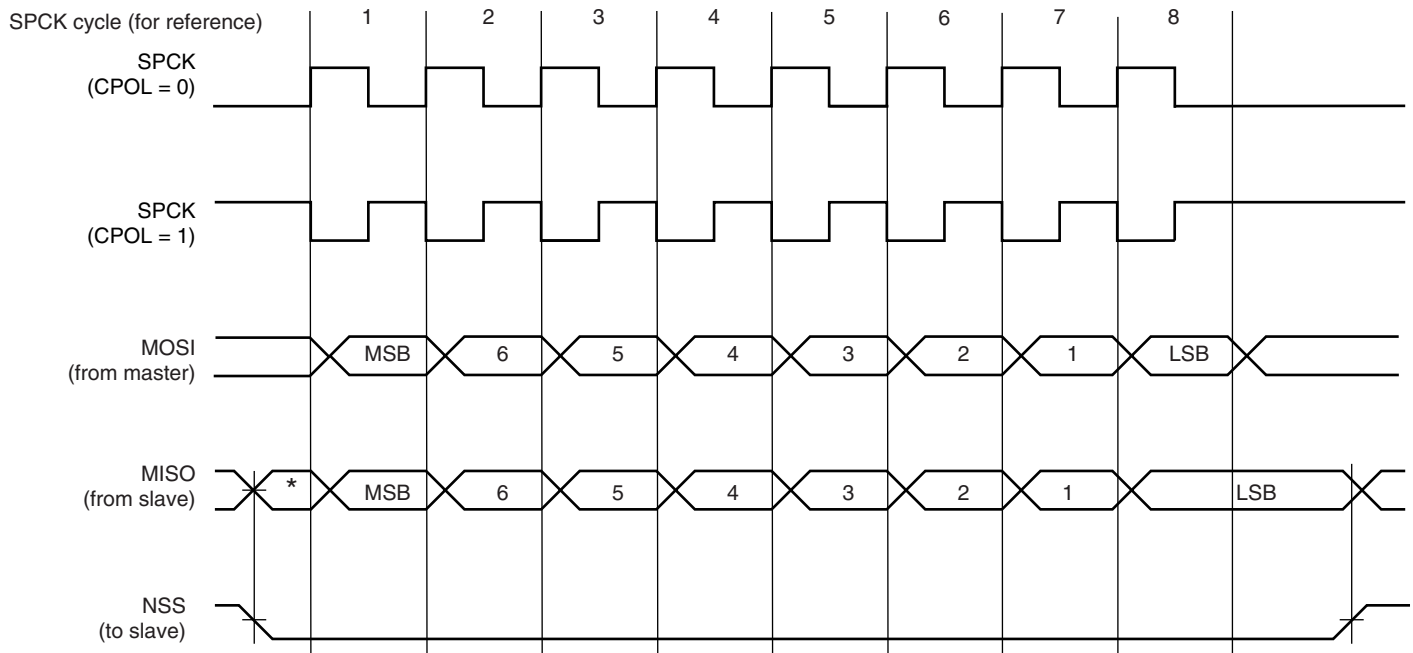 SPCK cycle (for reference) 1 2 3 4 5 6 7 8
SPCK
(CPOL = 0)
SPCK
(CPOL = 1)
MOSI
(from master)
MSB 6 5 4 3 2 1 LSB
MISO
(from slave)
* MSB 6 5 4 3 2 1 LSB
NSS
(to slave)